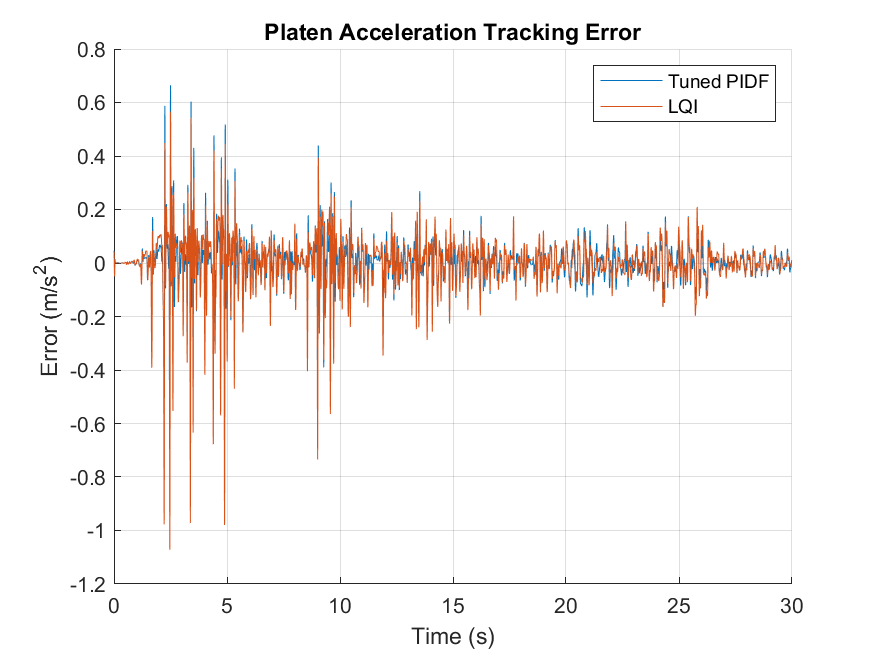 Platen Acceleration Tracking Error
0.8
0.6
0.4
0.2
0
-0.2
-0.4
-0.6
-0.8
-1
-1.2
Error (m/s²)
Tuned PIDF
LQI
0 5 10 15 20 25 30
Time (s)